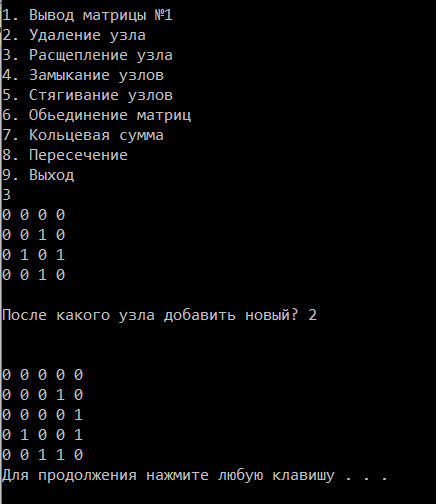 1. Вывод матрицы №1
2. Удаление узла
3. Расщепление узла
4. Замыкание узлов
5. Стягивание узлов
6. Обьединение матриц
7. Кольцевая сумма
8. Пересечение
9. Выход
3
0 0 0 0
0 0 1 0
0 1 0 1
0 0 1 0
После какого узла добавить новый? 2
0 0 0 0 0
0 0 0 1 0
0 0 0 0 1
0 1 0 0 1
0 0 1 1 0
Для продолжения нажмите любую клавишу . . .